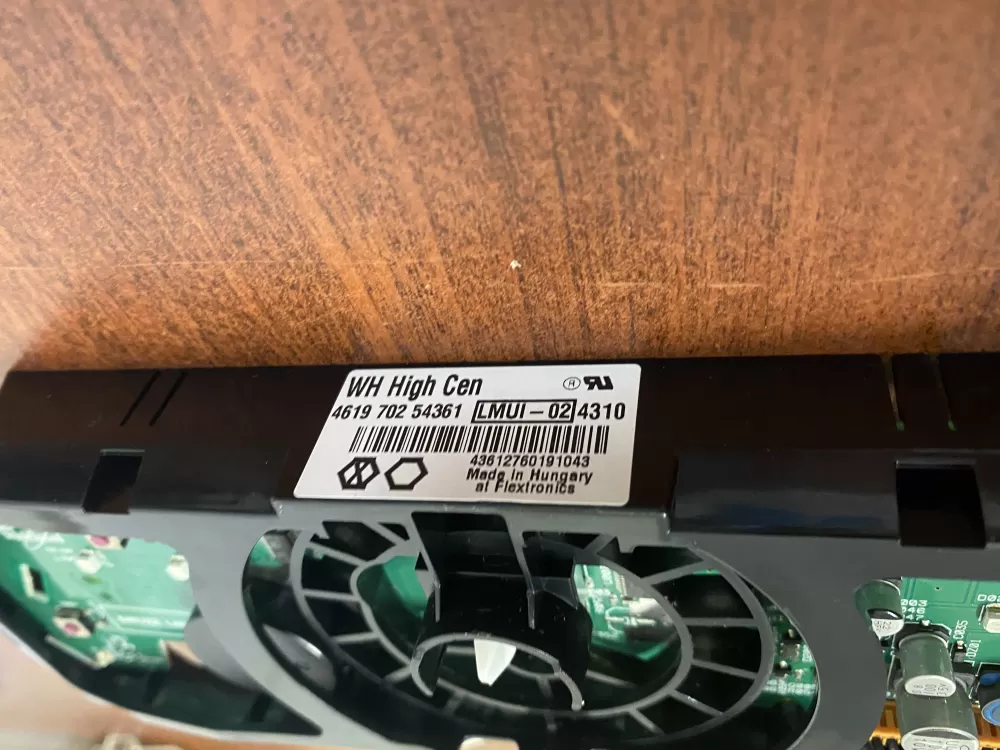 WH High Cen
4619 702 54361 LMUI-02 4310
43612760191043
Made in Hungary
at Flextronics